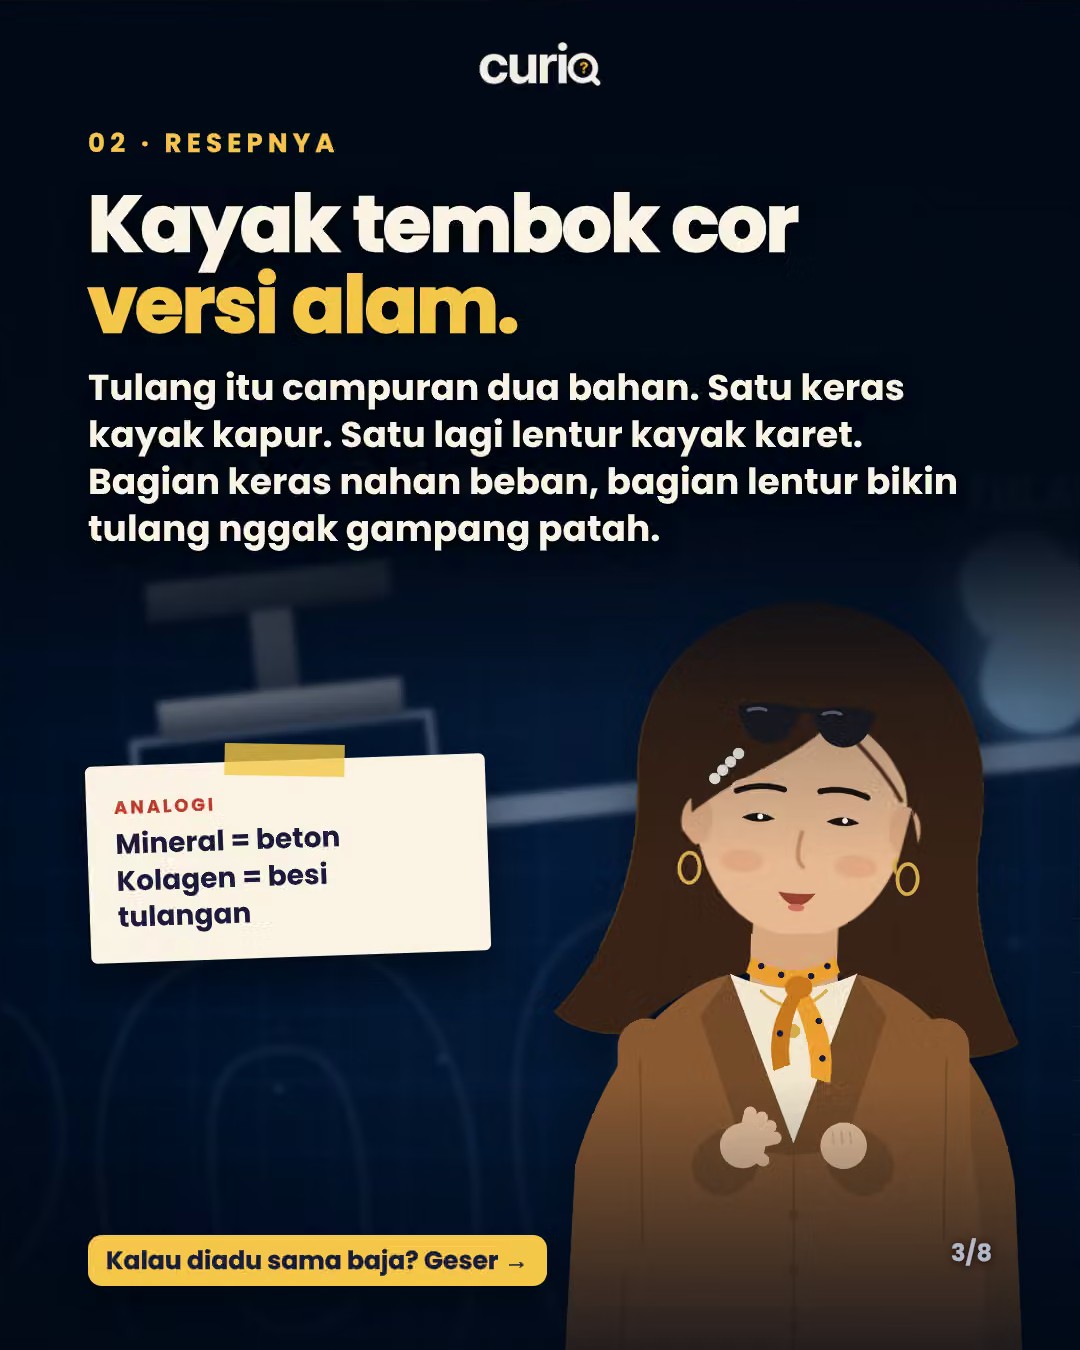 curio
02 · RESEPNYA
Kayak tembok cor
versi alam.
Tulang itu campuran dua bahan. Satu keras
kayak kapur. Satu lagi lentur kayak karet.
Bagian keras nahan beban, bagian lentur bikin
tulang nggak gampang patah.
ANALOGI
Mineral = beton
Kolagen = besi
tulangan
Kalau diadu sama baja? Geser →
3/8